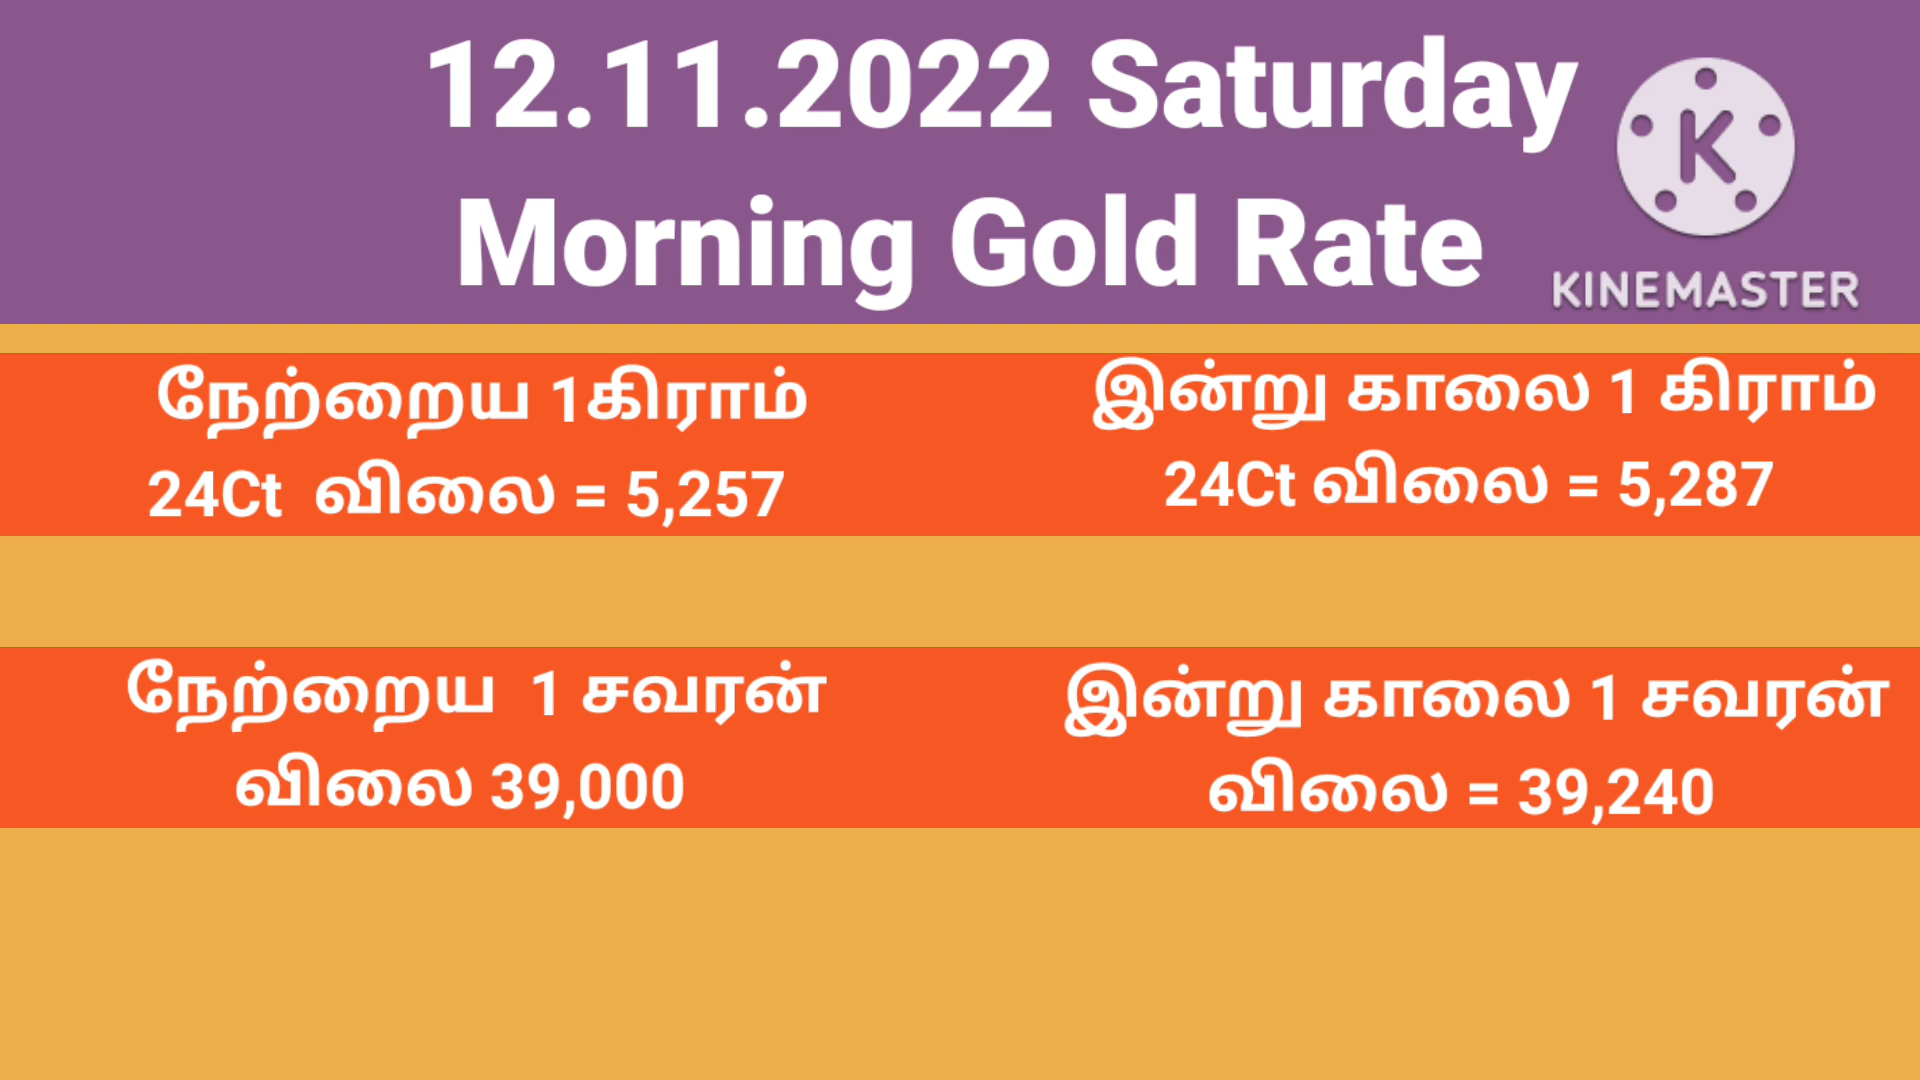 12.11.2022 Saturday
Morning Gold Rate
KINEMASTER
நேற்றைய 1கிராம்
24Ct விலை = 5,257
இன்று காலை 1 கிராம்
24Ct விலை = 5,287
நேற்றைய 1 சவரன்
விலை 39,000
இன்று காலை 1 சவரன்
விலை = 39,240